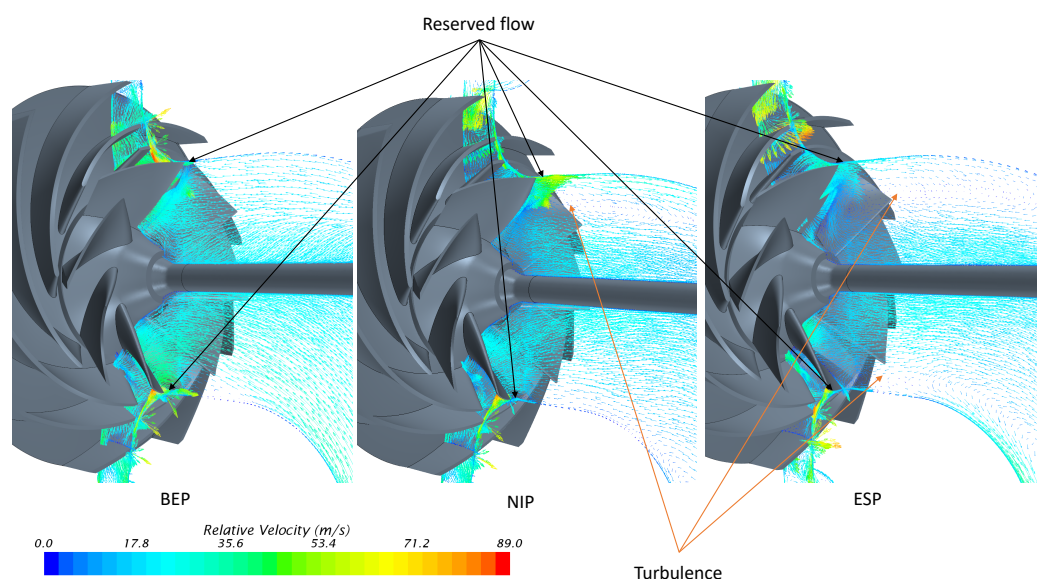 Reserved flow
BEP
NIP
ESP
Relative Velocity (m/s)
0.0 17.8 35.6 53.4 71.2 89.0
Turbulence